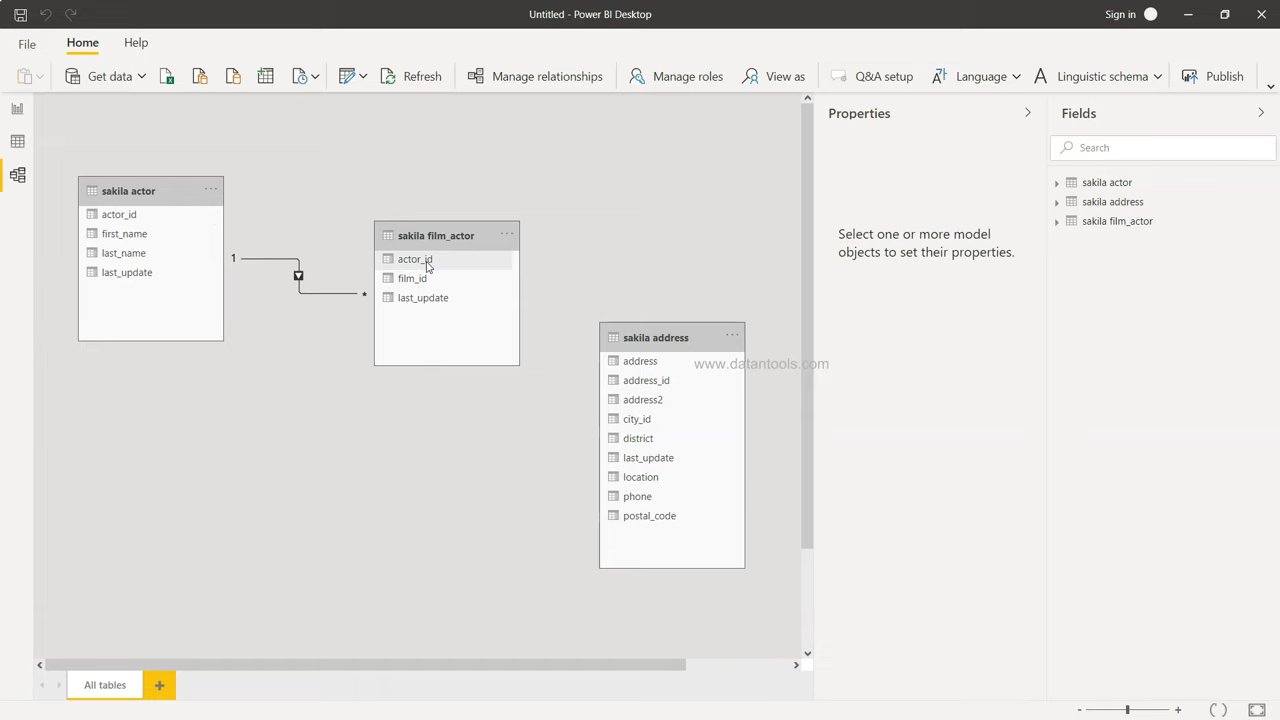 Untitled - Power BI Desktop
Sign in
File
Home
Help
Get data
Refresh
Manage relationships
Manage roles
View as
Q&A setup
Language
Linguistic schema
Publish
sakila actor
...
actor_id
first_name
last_name
last_update
1
*
sakila film_actor
...
actor_id
film_id
last_update
sakila address
...
address
address_id
address2
city_id
district
last_update
location
phone
postal_code
www.datantools.com
Properties
Select one or more model
objects to set their properties.
Fields
Search
sakila actor
sakila address
sakila film_actor
All tables
+
-
+